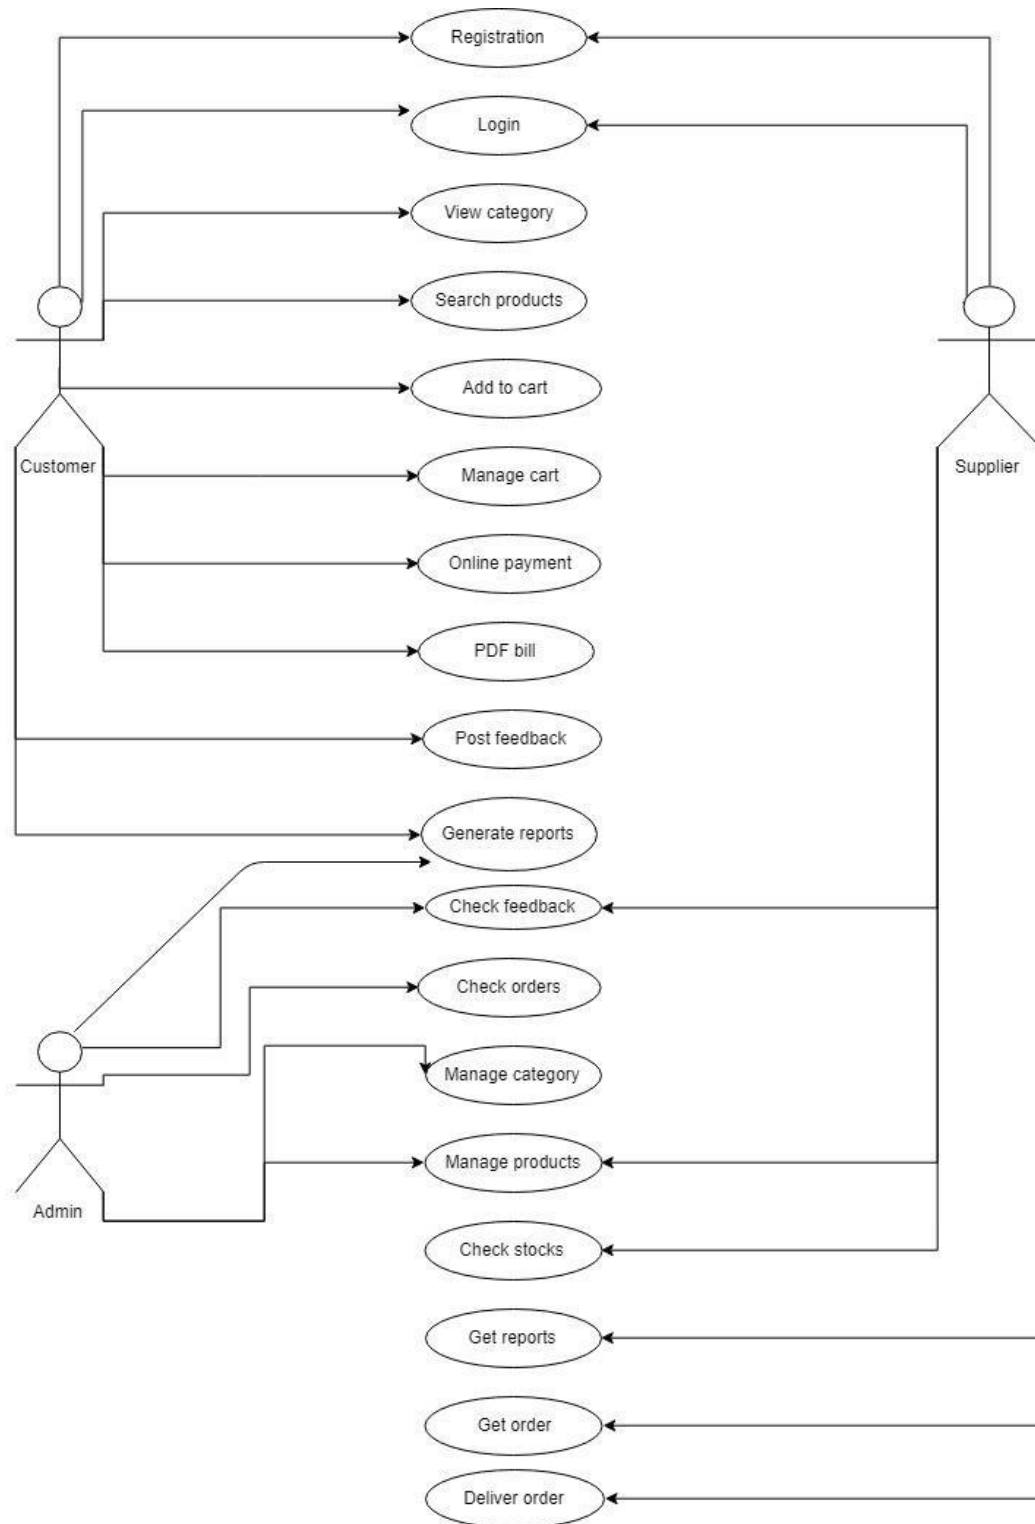 Registration
Login
View category
Search products
Add to cart
Customer
Supplier
Manage cart
Online payment
PDF bill
Post feedback
Generate reports
Check feedback
Check orders
Manage category
Manage products
Admin
Check stocks
Get reports
Get order
Deliver order